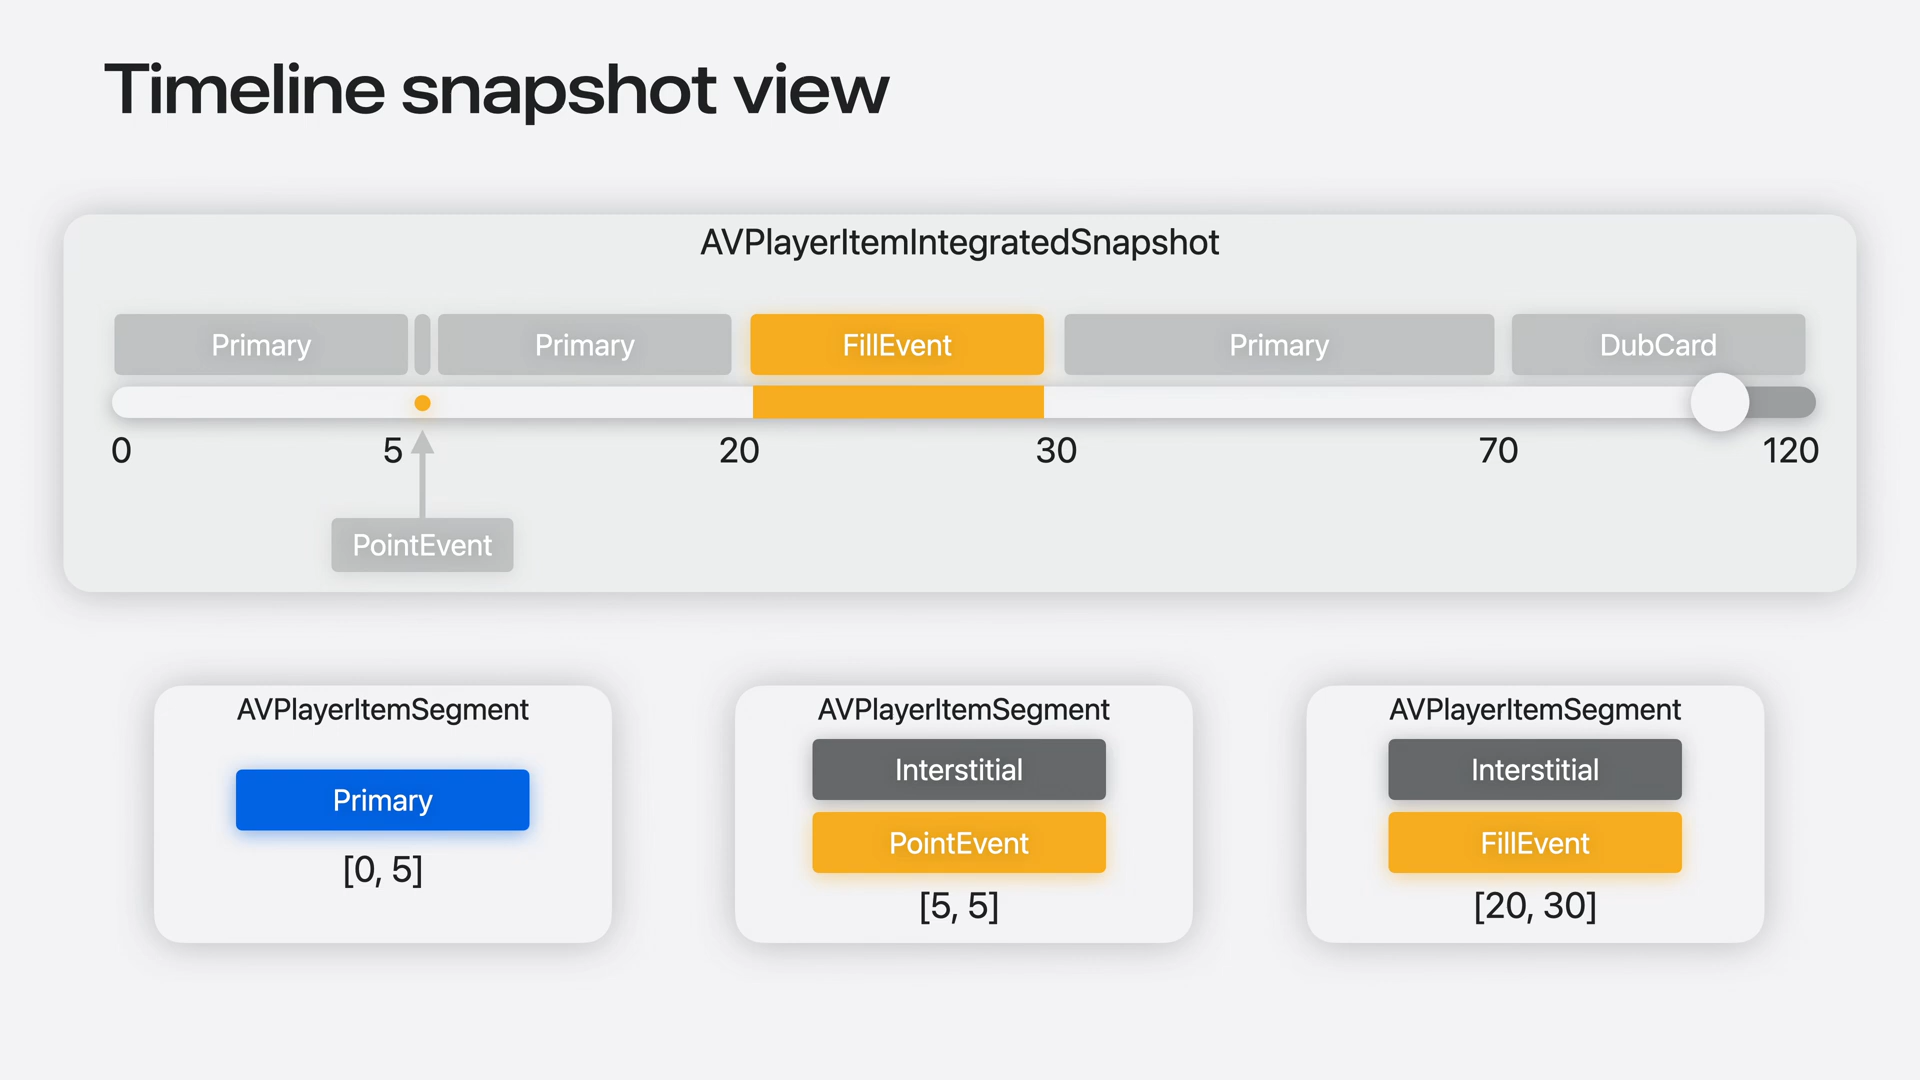 Timeline snapshot view
AVPlayerItemIntegratedSnapshot
Primary
Primary
FillEvent
Primary
DubCard
0
5
20
30
70
120
PointEvent
AVPlayerItemSegment
Primary
[0, 5]
AVPlayerItemSegment
Interstitial
PointEvent
[5, 5]
AVPlayerItemSegment
Interstitial
FillEvent
[20, 30]